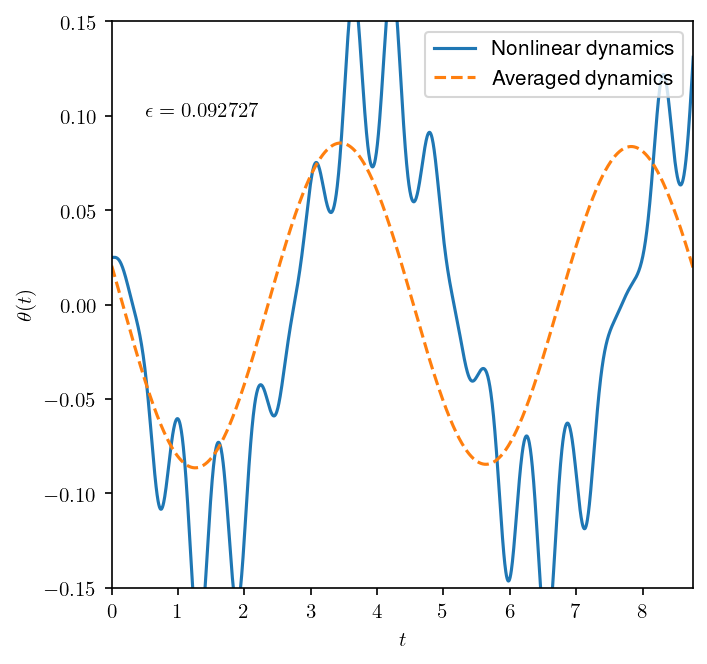 0.15
0.10
0.05
0.00
−0.05
−0.10
−0.15
θ(t)
ϵ = 0.092727
Nonlinear dynamics
Averaged dynamics
0 1 2 3 4 5 6 7 8
t